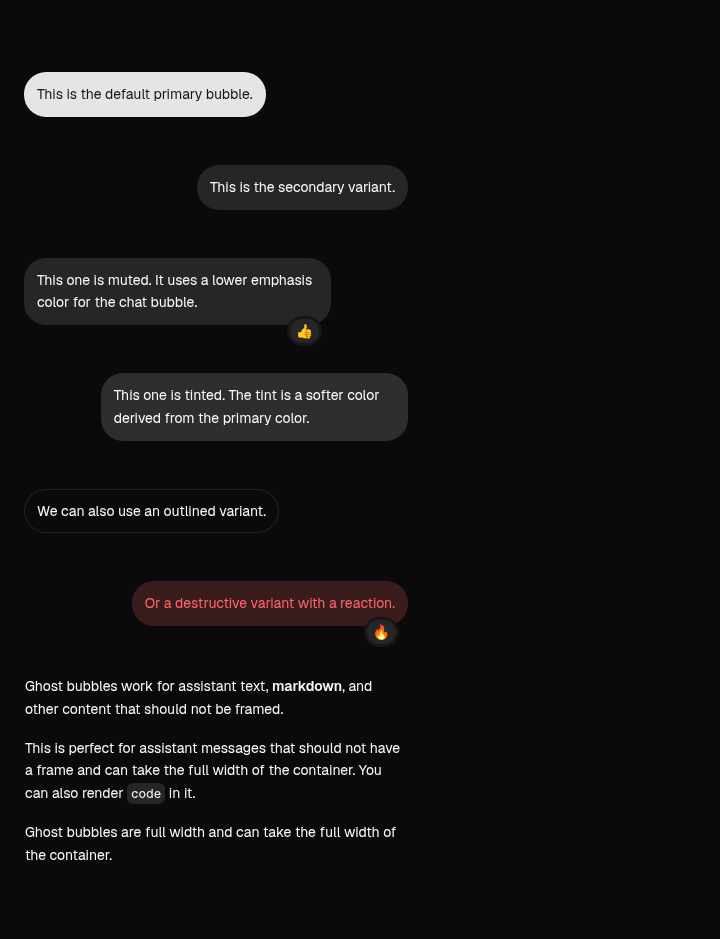 This is the default primary bubble.
This is the secondary variant.
This one is muted. It uses a lower emphasis
color for the chat bubble.
👍
This one is tinted. The tint is a softer color
derived from the primary color.
We can also use an outlined variant.
Or a destructive variant with a reaction.
🔥
Ghost bubbles work for assistant text, markdown, and
other content that should not be framed.
This is perfect for assistant messages that should not have
a frame and can take the full width of the container. You
can also render code in it.
Ghost bubbles are full width and can take the full width of
the container.